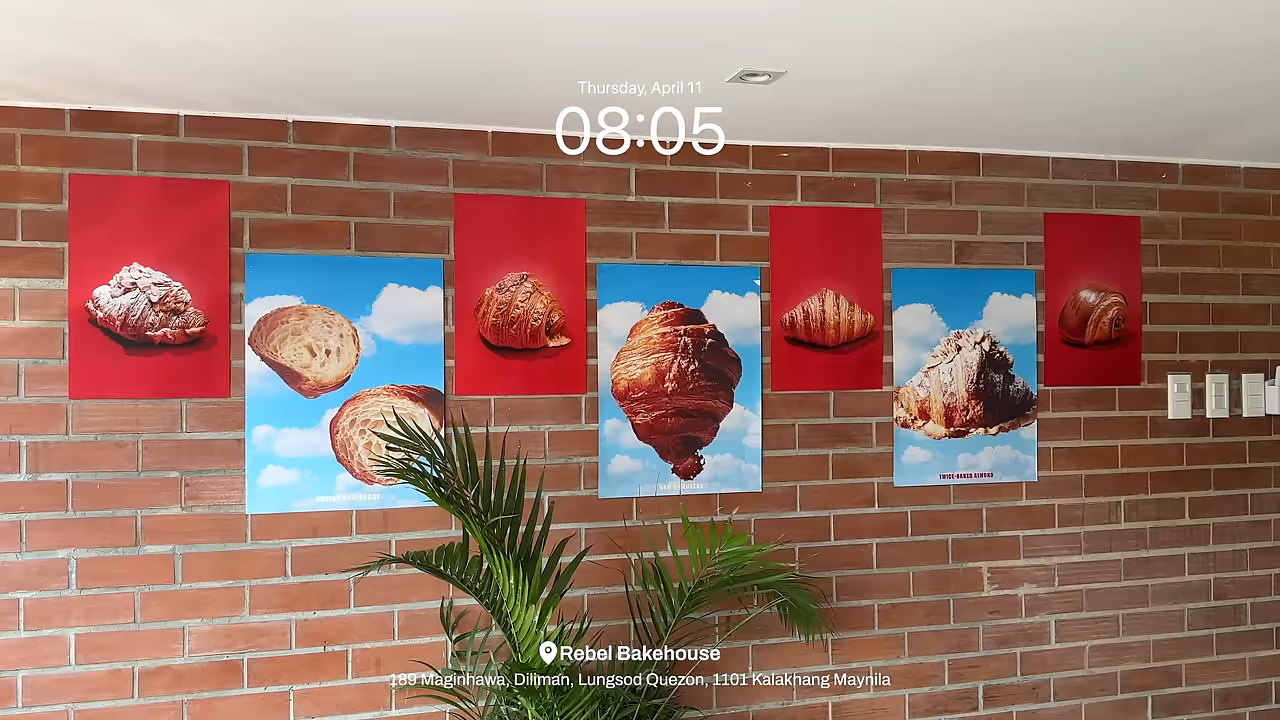 Thursday, April 11
08:05
TWICE-BAKED ALMOND
Rebel Bakehouse
189 Maginhawa, Diliman, Lungsod Quezon, 1101 Kalakhang Maynila